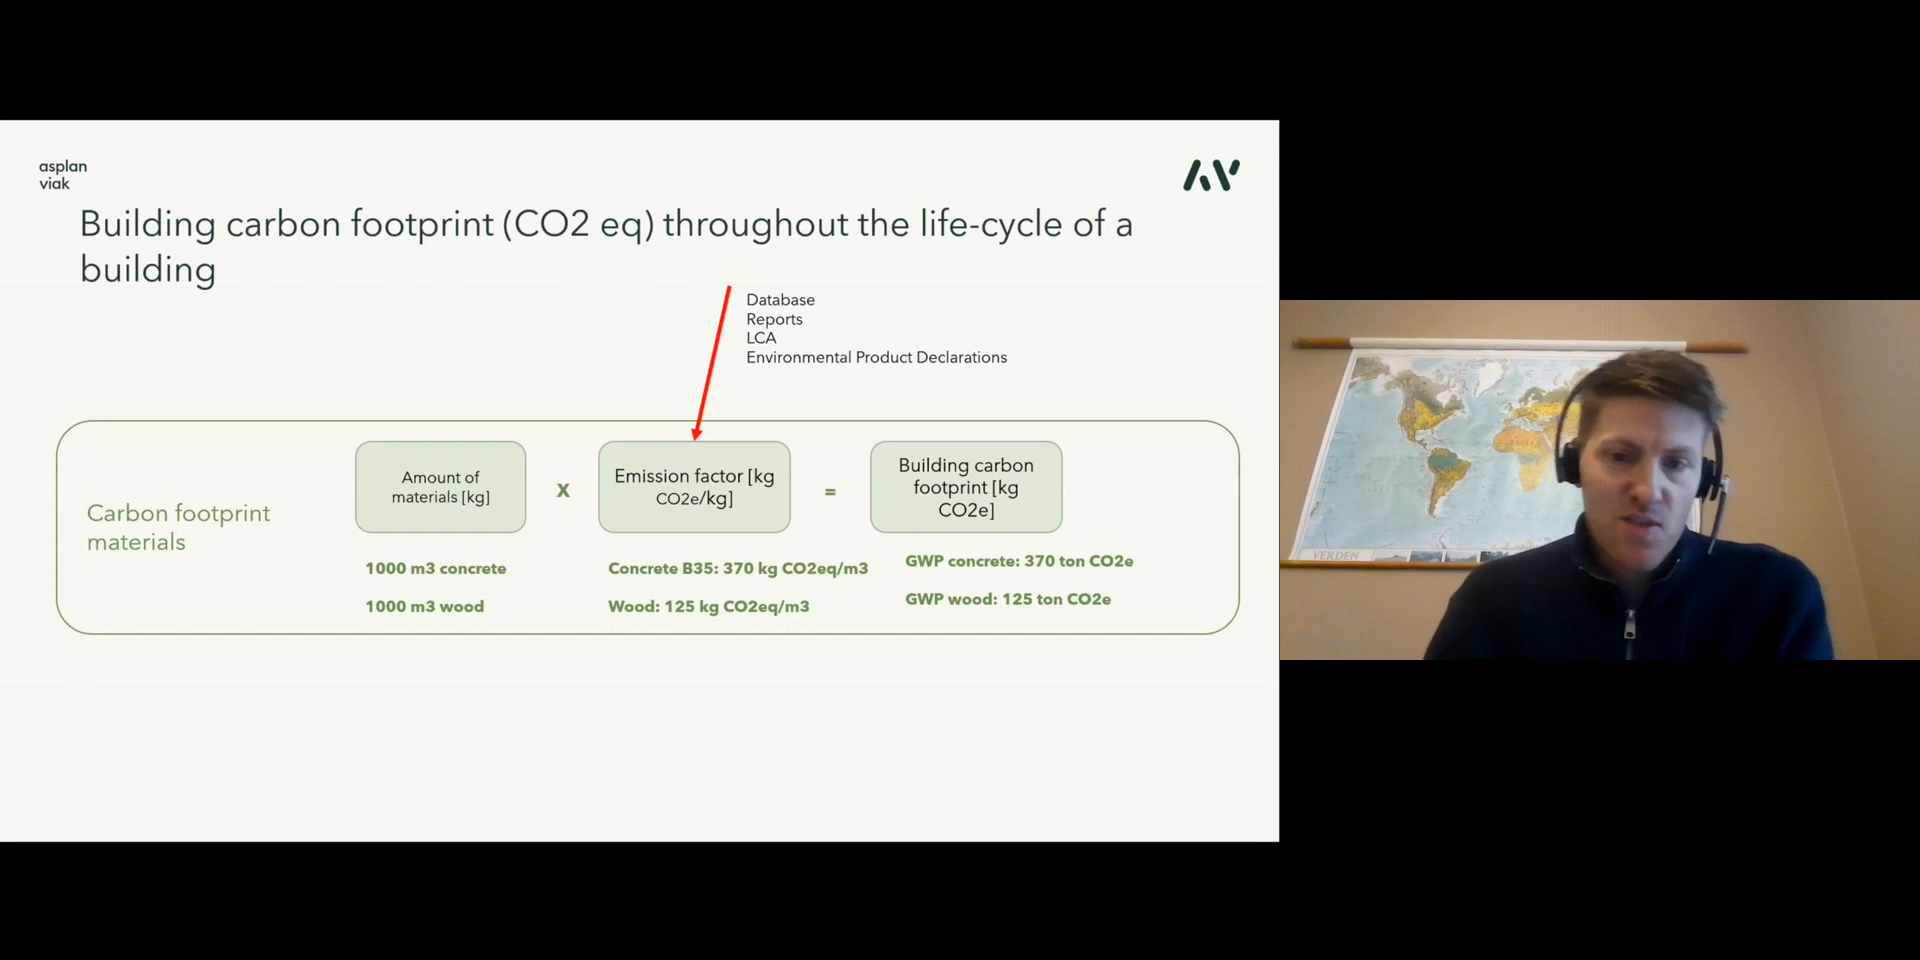 asplan
viak
Building carbon footprint (CO2 eq) throughout the life-cycle of a
building
Database
Reports
LCA
Environmental Product Declarations
Carbon footprint
materials
Amount of
materials [kg]
x
Emission factor [kg
CO2e/kg]
=
Building carbon
footprint [kg
CO2e]
1000 m3 concrete
Concrete B35: 370 kg CO2eq/m3
GWP concrete: 370 ton CO2e
1000 m3 wood
Wood: 125 kg CO2eq/m3
GWP wood: 125 ton CO2e
VERDEN